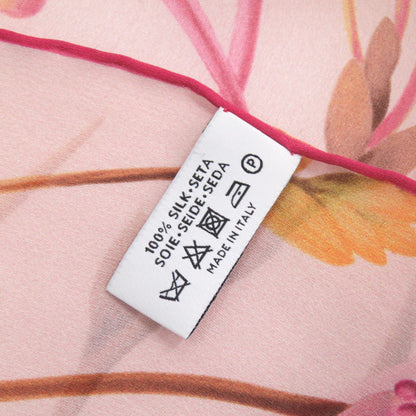 100% SILK•SETA
SOIE•SEIDE•SEDA
P
MADE IN ITALY